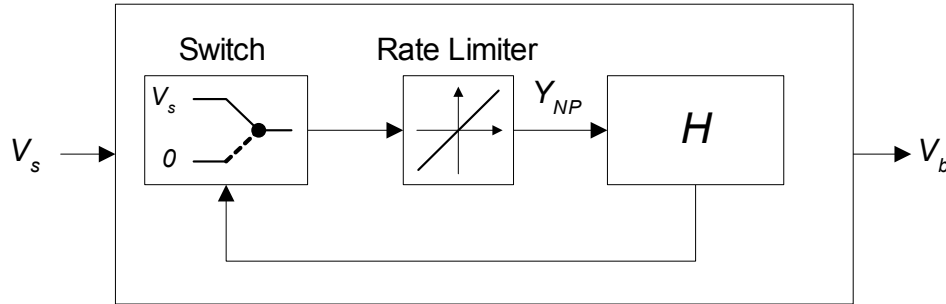 Switch
Rate Limiter
V_s
0
Y_NP
H
V_s
V_b